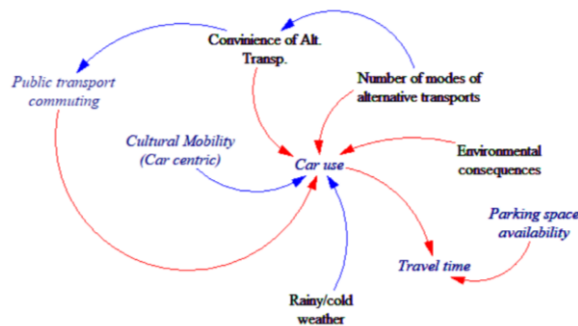 Convinience of Alt.
Transp.
Public transport
commuting
Number of modes of
alternative transports
Cultural Mobility
(Car centric)
Car use
Environmental
consequences
Parking space
availability
Travel time
Rainy/cold
weather